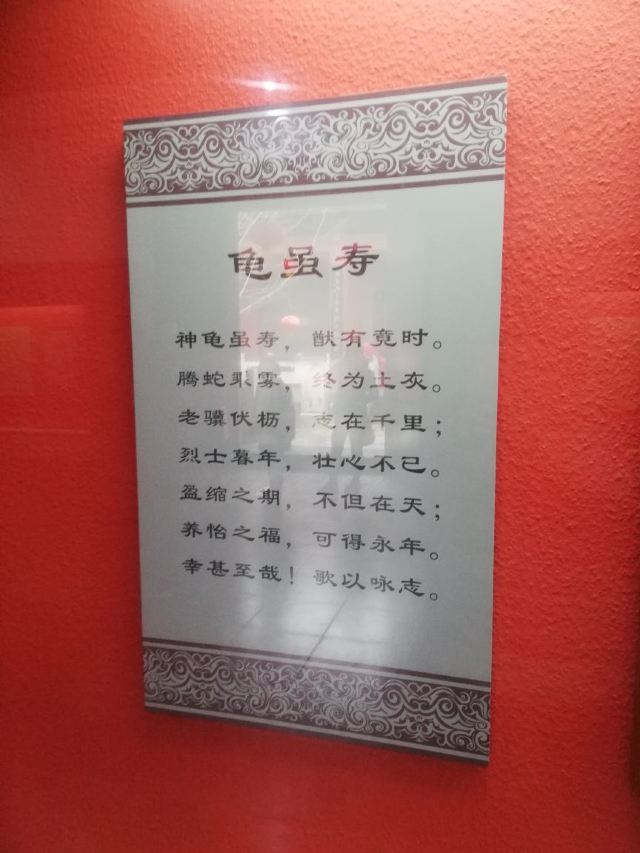 龟虽寿
神龟虽寿，猷有竟时。
腾蛇乘雾，终为土灰。
老骥伏枥，志在千里；
烈士暮年，壮心不已。
盈缩之期，不但在天；
养怡之福，可得永年。
幸甚至哉！歌以咏志。